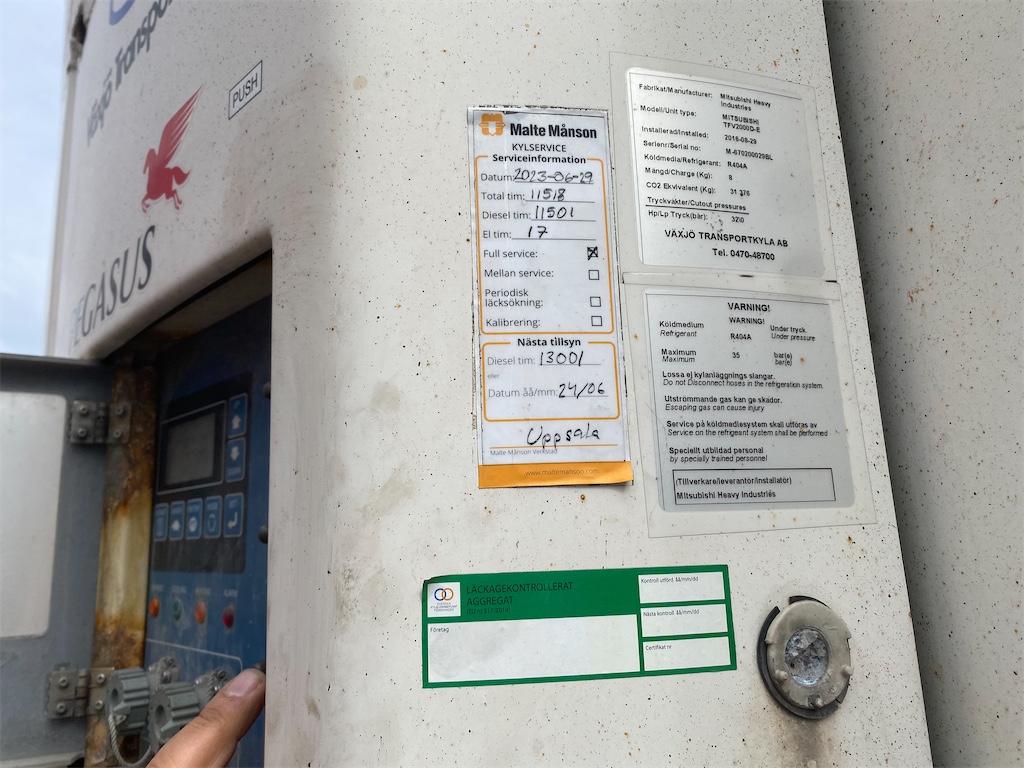 Växjö Transpor
PUSH
EGASUS
Malte Månson
KYLSERVICE
Serviceinformation
Datum: 2023-06-29
Total tim: 11518
Diesel tim: 11501
El tim: 17
Full service: ☒
Mellan service: ☐
Periodisk
läcksökning: ☐
Kalibrering: ☐
Nästa tillsyn
Diesel tim: 13001
eller
Datum åå/mm: 24/06
Uppsala
Malte Månson Verkstad
www.maltemanson.com
Fabrikat/Manufacturer: Mitsubishi Heavy
Industries
Modell/Unit type: MITSUBISHI
TFV2000D-E
Installerad/Installed: 2016-08-29
Serienr/Serial no: M-670200029BL
Köldmedia/Refrigerant: R404A
Mängd/Charge (Kg): 8
CO2 Ekvivalent (Kg): 31 376
Tryckvakter/Cutout pressures
Hp/Lp Tryck(bar): 32\0
VÄXJÖ TRANSPORTKYLA AB
Tel. 0470-48700
VARNING!
WARNING!
Köldmedium R404A Under tryck.
Refrigerant Under pressure
Maximum 35 bar(e)
Maximum bar(e)
Lossa ej kylanläggnings slangar.
Do not Disconnect hoses in the refrigeration system.
Utströmmande gas kan ge skador.
Escaping gas can cause injury
Service på köldmediesystem skall utföras av
Service on the refrigerant system shall be performed
Speciellt utbildad personal
by specially trained personnel
(Tillverkare/leverantör/installatör)
Mitsubishi Heavy Industries
LÄCKAGEKONTROLLERAT
AGGREGAT
Företag
Kontroll utförd åå/mm/dd
Nästa kontroll åå/mm/dd
Certifikat nr